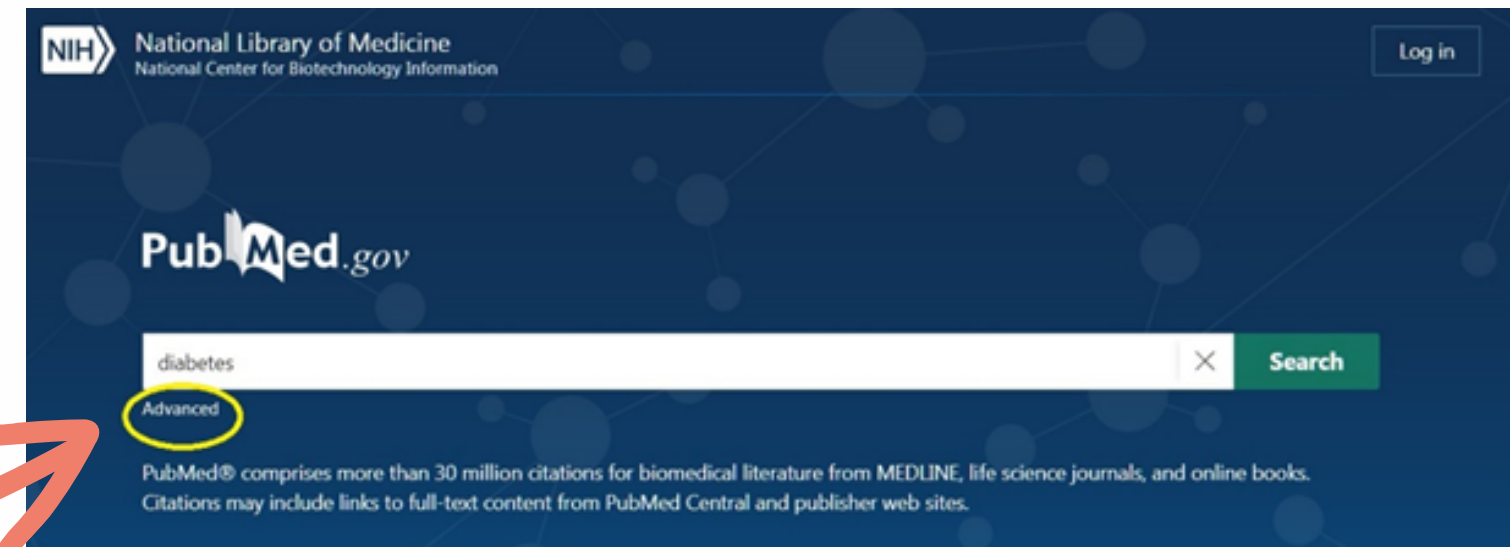 NIH
National Library of Medicine
National Center for Biotechnology Information
Log in
PubMed.gov
diabetes
Search
Advanced
PubMed® comprises more than 30 million citations for biomedical literature from MEDLINE, life science journals, and online books.
Citations may include links to full-text content from PubMed Central and publisher web sites.